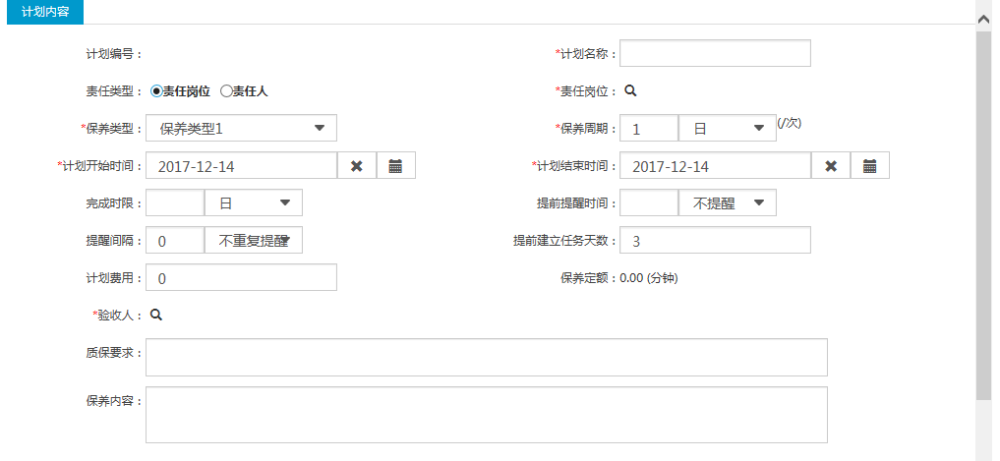 计划内容
计划编号：
*计划名称：
责任类型： 责任岗位 责任人
*责任岗位：
*保养类型： 保养类型1
*保养周期： 1 日 (/次)
*计划开始时间： 2017-12-14
*计划结束时间： 2017-12-14
完成时限： 日
提前提醒时间： 不提醒
提醒间隔： 0 不重复提醒
提前建立任务天数： 3
计划费用： 0
保养定额：0.00 (分钟)
*验收人：
质保要求：
保养内容：